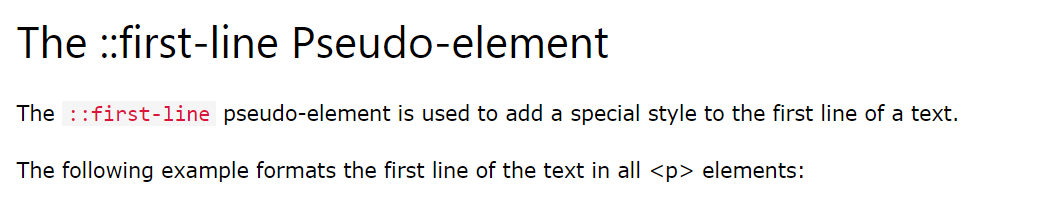 The ::first-line Pseudo-element
The ::first-line pseudo-element is used to add a special style to the first line of a text.
The following example formats the first line of the text in all <p> elements: